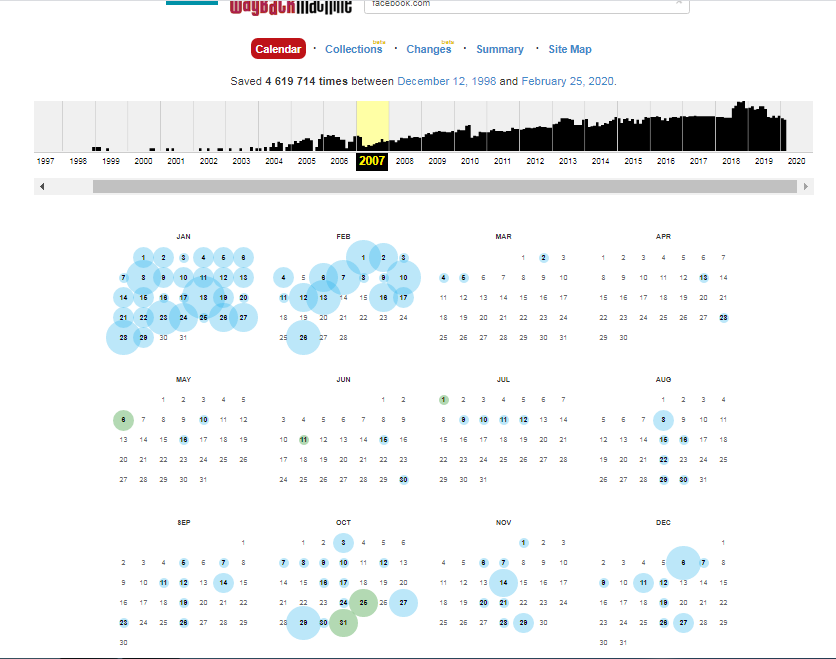 WayBackMachine
facebook.com
Calendar · Collections beta · Changes beta · Summary · Site Map
Saved 4 619 714 times between December 12, 1998 and February 25, 2020.
1997 1998 1999 2000 2001 2002 2003 2004 2005 2006 2007 2008 2009 2010 2011 2012 2013 2014 2015 2016 2017 2018 2019 2020
JAN FEB MAR APR
1 2 3 4 5 6 1 2 3 1 2 3 1 2 3 4 5 6 7
7 8 9 10 11 12 13 4 5 6 7 8 9 10 4 5 6 7 8 9 10 8 9 10 11 12 13 14
14 15 16 17 18 19 20 11 12 13 14 15 16 17 11 12 13 14 15 16 17 15 16 17 18 19 20 21
21 22 23 24 25 26 27 18 19 20 21 22 23 24 18 19 20 21 22 23 24 22 23 24 25 26 27 28
28 29 30 31 25 26 27 28 25 26 27 28 29 30 31 29 30
MAY JUN JUL AUG
1 2 3 4 5 1 2 1 2 3 4 5 6 7 1 2 3 4
6 7 8 9 10 11 12 3 4 5 6 7 8 9 8 9 10 11 12 13 14 5 6 7 8 9 10 11
13 14 15 16 17 18 19 10 11 12 13 14 15 16 15 16 17 18 19 20 21 12 13 14 15 16 17 18
20 21 22 23 24 25 26 17 18 19 20 21 22 23 22 23 24 25 26 27 28 19 20 21 22 23 24 25
27 28 29 30 31 24 25 26 27 28 29 30 29 30 31 26 27 28 29 30 31
SEP OCT NOV DEC
1 1 2 3 4 5 6 1 2 3 1
2 3 4 5 6 7 8 7 8 9 10 11 12 13 4 5 6 7 8 9 10 2 3 4 5 6 7 8
9 10 11 12 13 14 15 14 15 16 17 18 19 20 11 12 13 14 15 16 17 9 10 11 12 13 14 15
16 17 18 19 20 21 22 21 22 23 24 25 26 27 18 19 20 21 22 23 24 16 17 18 19 20 21 22
23 24 25 26 27 28 29 28 29 30 31 25 26 27 28 29 30 23 24 25 26 27 28 29
30 30 31